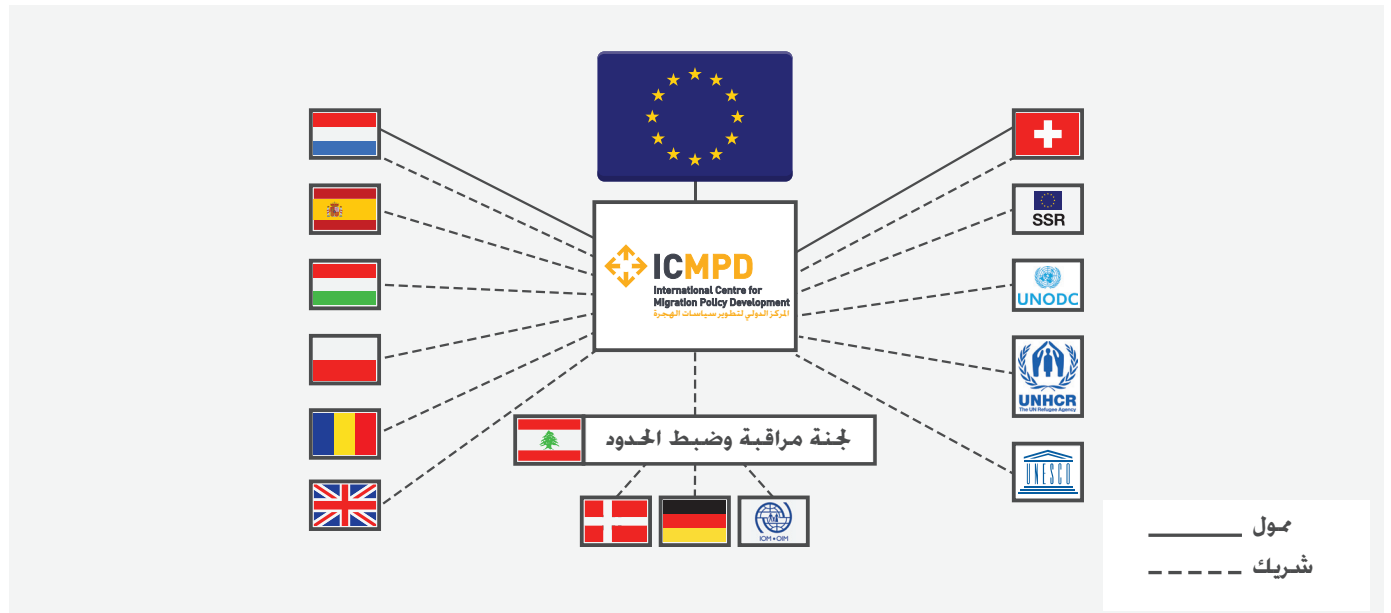 ICMPD
International Centre for
Migration Policy Development
المركز الدولي لتطوير سياسات الهجرة
SSR
UNODC
UNHCR
The UN Refugee Agency
لجنة مراقبة وضبط الحدود
UNESCO
IOM • OIM
ممول
شريك